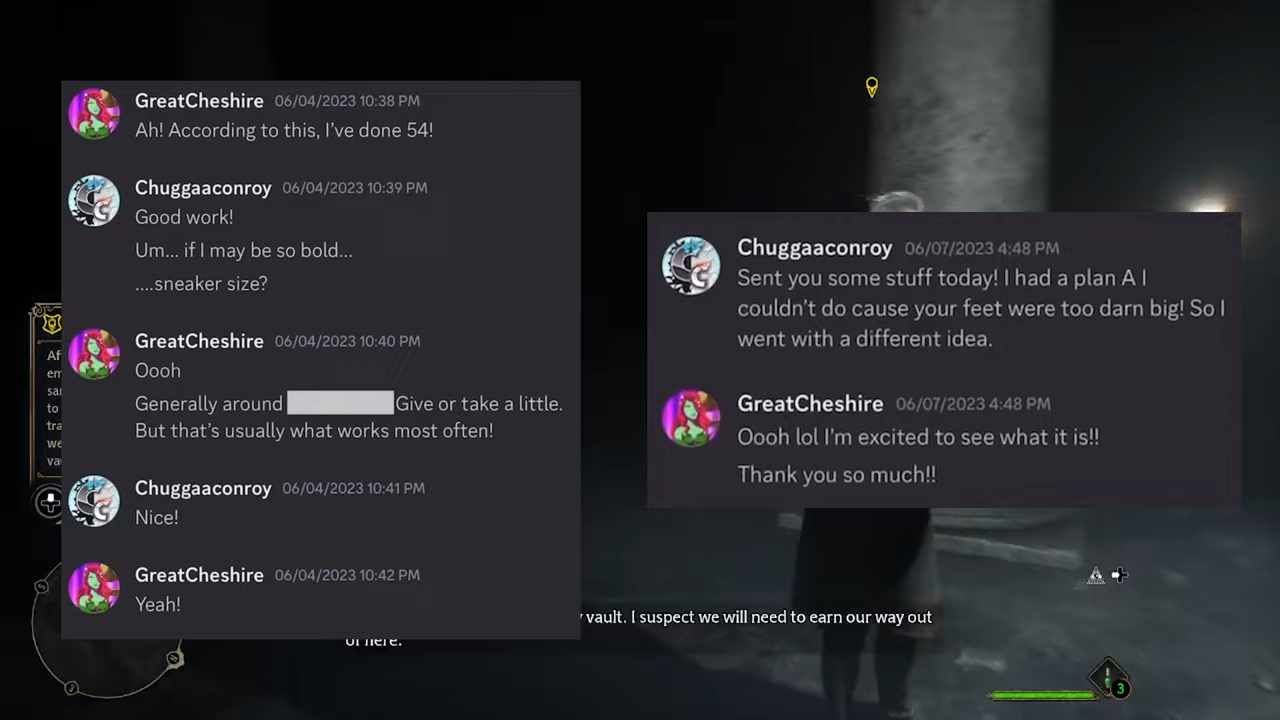 GreatCheshire 06/04/2023 10:38 PM
Ah! According to this, I've done 54!
Chuggaaconroy 06/04/2023 10:39 PM
Good work!
Um... if I may be so bold...
....sneaker size?
GreatCheshire 06/04/2023 10:40 PM
Oooh
Generally around Give or take a little.
But that's usually what works most often!
Chuggaaconroy 06/04/2023 10:41 PM
Nice!
GreatCheshire 06/04/2023 10:42 PM
Yeah!
Chuggaaconroy 06/07/2023 4:48 PM
Sent you some stuff today! I had a plan A I
couldn't do cause your feet were too darn big! So I
went with a different idea.
GreatCheshire 06/07/2023 4:48 PM
Oooh lol I'm excited to see what it is!!
Thank you so much!!
vault. I suspect we will need to earn our way out
of here.
3